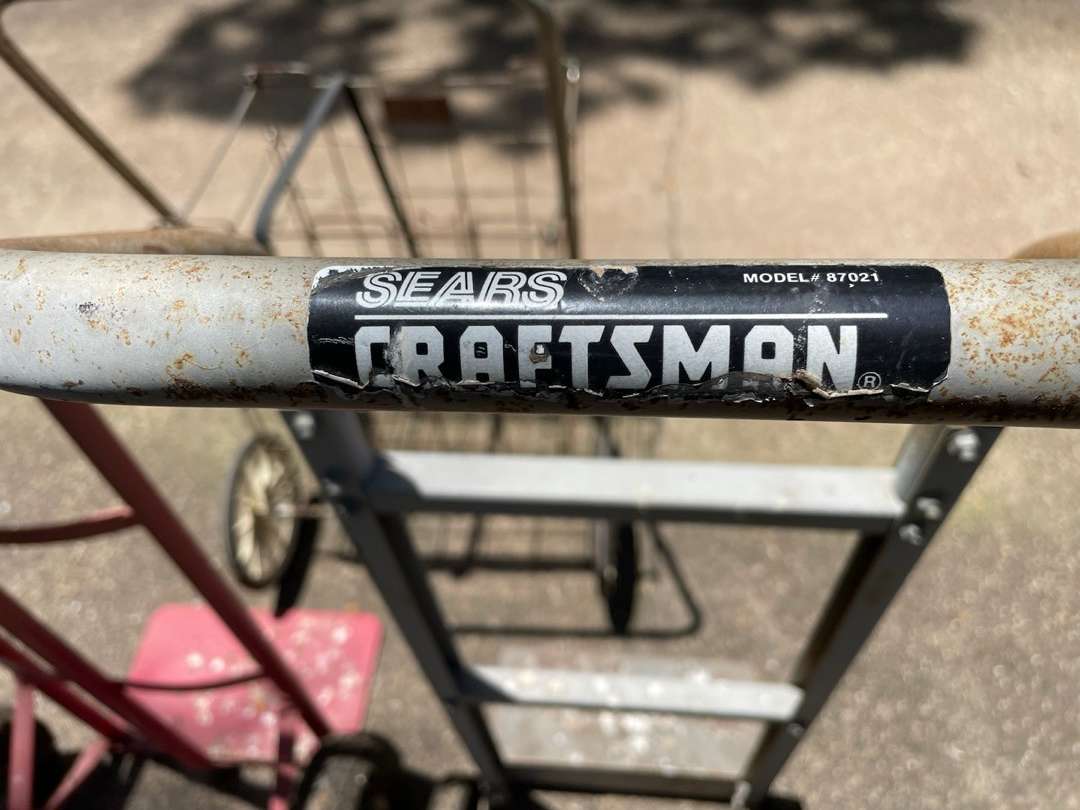 SEARS
MODEL# 87021
CRAFTSMAN ®